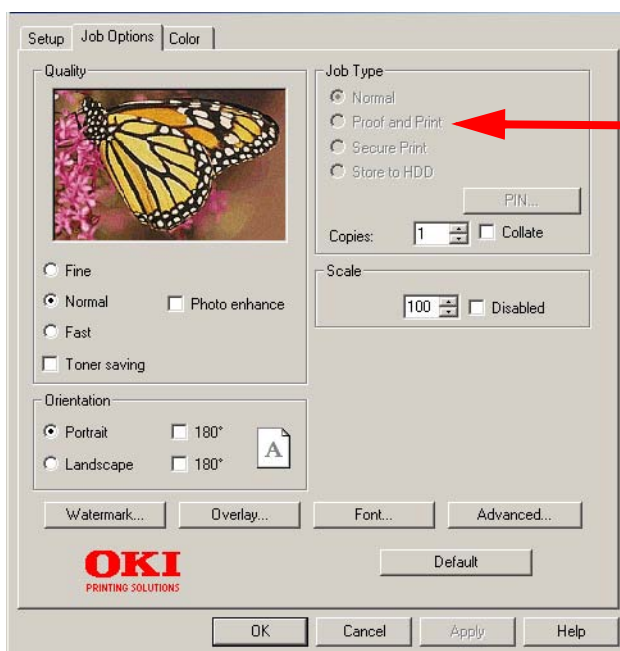 Setup Job Options Color
Quality
Fine
Normal Photo enhance
Fast
Toner saving
Orientation
Portrait 180°
A
Landscape 180°
Job Type
Normal
Proof and Print
Secure Print
Store to HDD
PIN...
Copies: 1 Collate
Scale
100 Disabled
Watermark... Overlay... Font... Advanced...
OKI
PRINTING SOLUTIONS
Default
OK Cancel Apply Help